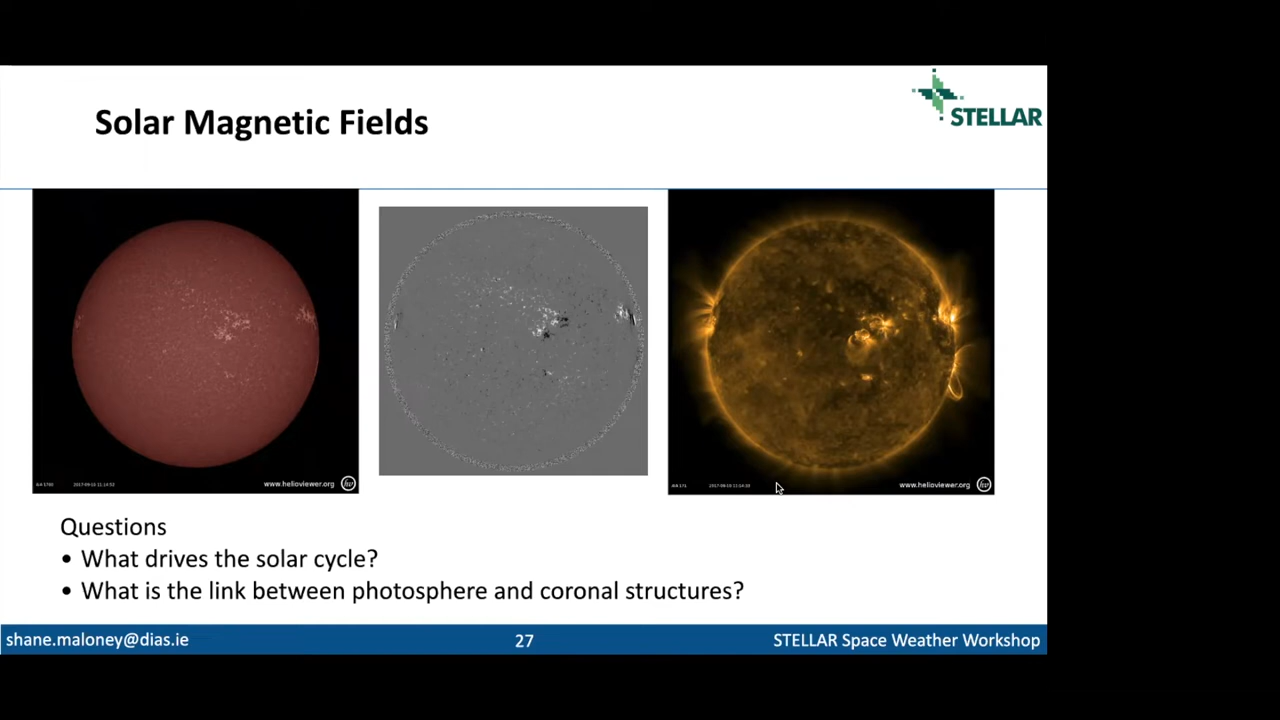 Solar Magnetic Fields
STELLAR
www.helioviewer.org
www.helioviewer.org
Questions
• What drives the solar cycle?
• What is the link between photosphere and coronal structures?
shane.maloney@dias.ie
27
STELLAR Space Weather Workshop